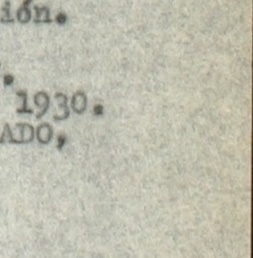 ión.
.
1930.
ADO,